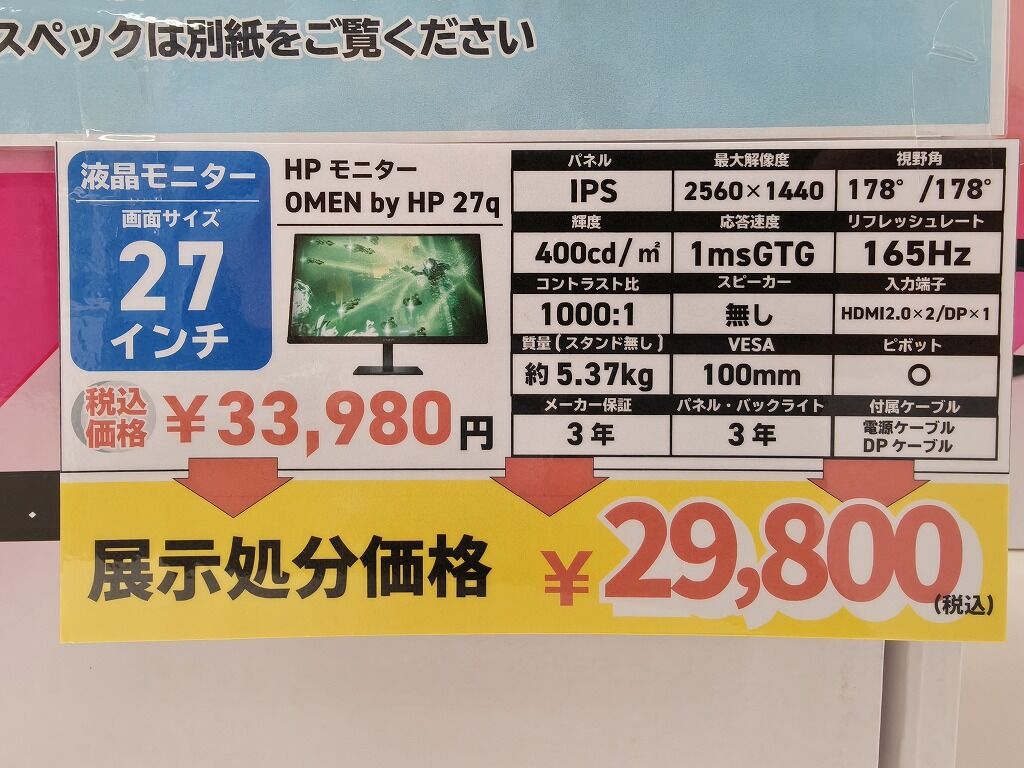 スペックは別紙をご覧ください
液晶モニター
画面サイズ
27
インチ
HP モニター
OMEN by HP 27q
税込
価格
¥33,980円
パネル 最大解像度 視野角
IPS 2560×1440 178°/178°
輝度 応答速度 リフレッシュレート
400cd/㎡ 1msGTG 165Hz
コントラスト比 スピーカー 入力端子
1000:1 無し HDMI2.0×2/DP×1
質量(スタンド無し) VESA ピボット
約5.37kg 100mm ○
メーカー保証 パネル・バックライト 付属ケーブル
3年 3年 電源ケーブル
DPケーブル
展示処分価格 ¥29,800
(税込)